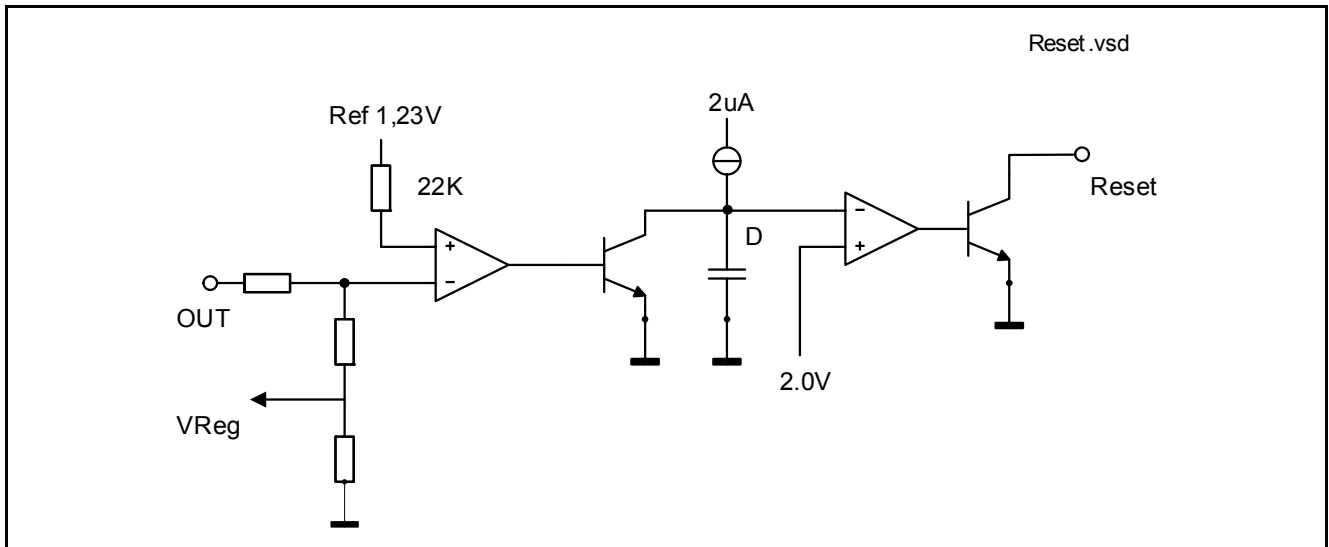 Reset.vsd
Ref 1,23V
2uA
22K
Reset
+
−
D
−
+
OUT
2.0V
VReg